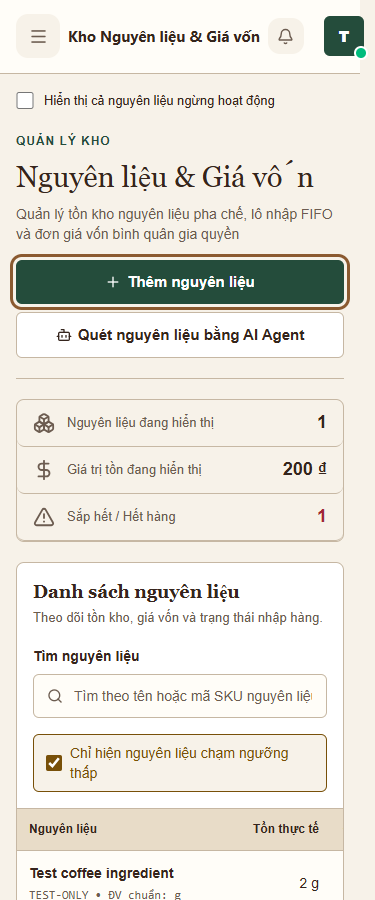 Kho Nguyên liệu & Giá vốn
T
Hiển thị cả nguyên liệu ngừng hoạt động
QUẢN LÝ KHO
Nguyên liệu & Giá vốn
Quản lý tồn kho nguyên liệu pha chế, lô nhập FIFO
và đơn giá vốn bình quân gia quyền
Thêm nguyên liệu
Quét nguyên liệu bằng AI Agent
Nguyên liệu đang hiển thị 1
Giá trị tồn đang hiển thị 200 ₫
Sắp hết / Hết hàng 1
Danh sách nguyên liệu
Theo dõi tồn kho, giá vốn và trạng thái nhập hàng.
Tìm nguyên liệu
Tìm theo tên hoặc mã SKU nguyên liệ
Chỉ hiện nguyên liệu chạm ngưỡng
thấp
Nguyên liệu Tồn thực tế
Test coffee ingredient
2 g
TEST-ONLY • ĐV chuẩn: g